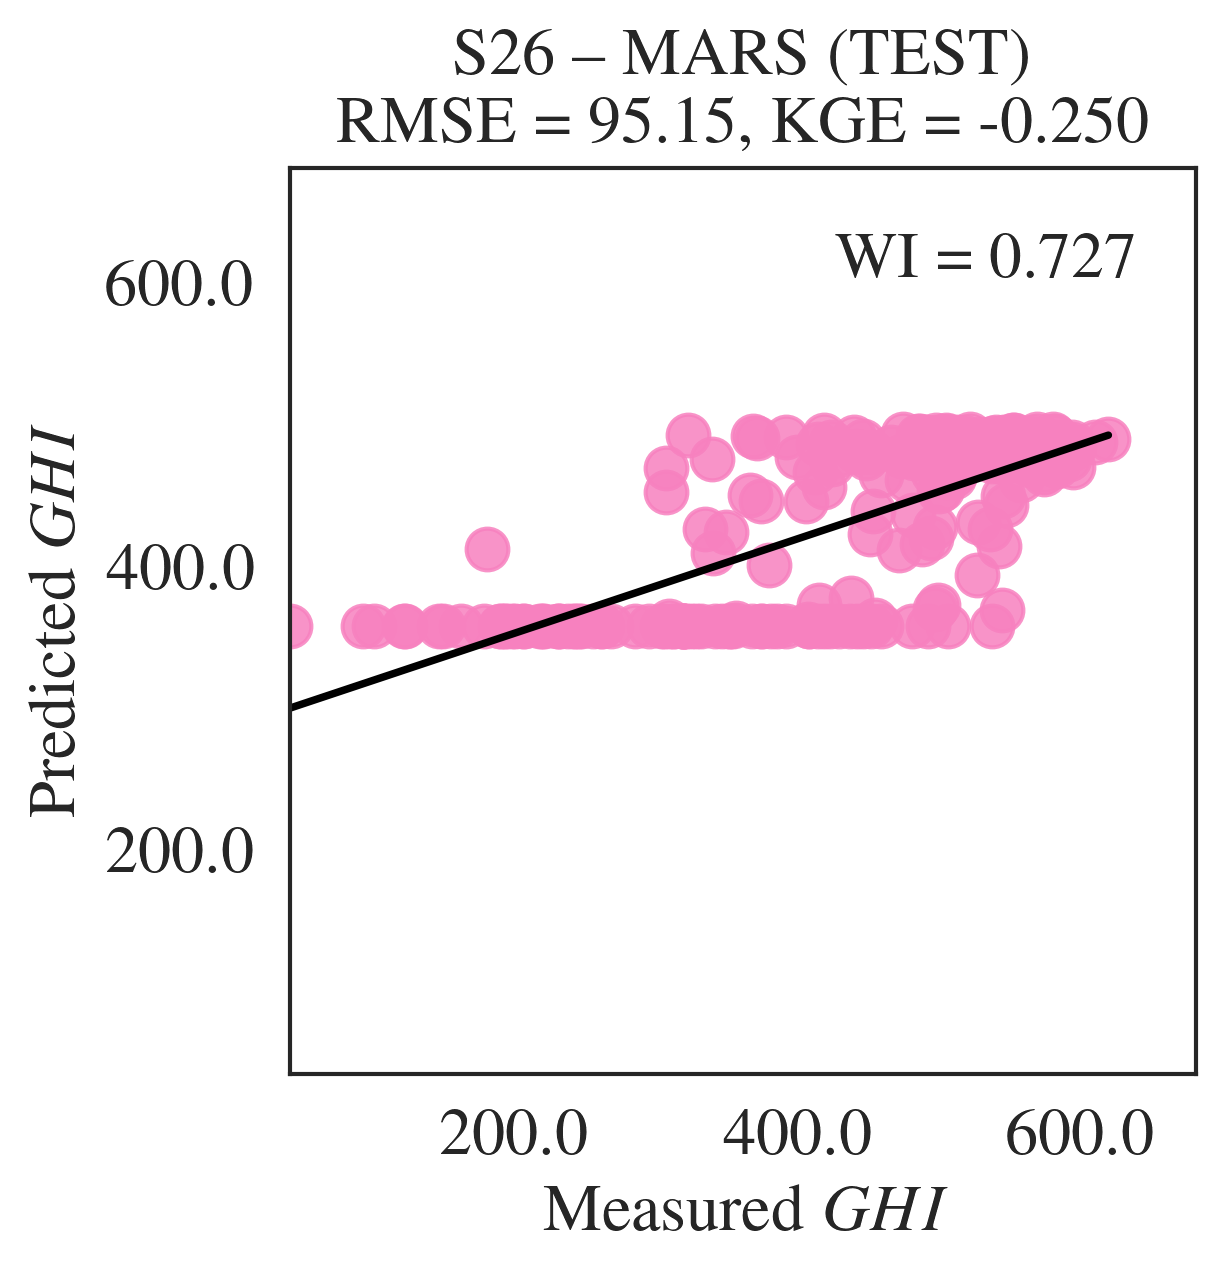 S26 – MARS (TEST)
RMSE = 95.15, KGE = -0.250
WI = 0.727
600.0
400.0
200.0
Predicted GHI
200.0 400.0 600.0
Measured GHI